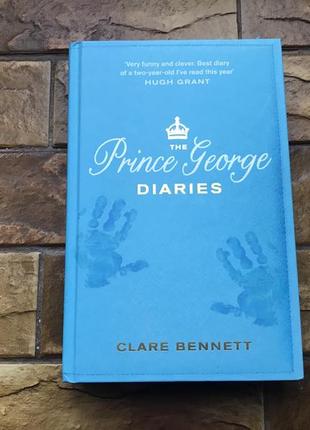 'Very funny and clever. Best diary
of a two-year-old I've read this year'
HUGH GRANT
THE
Prince George
DIARIES
CLARE BENNETT